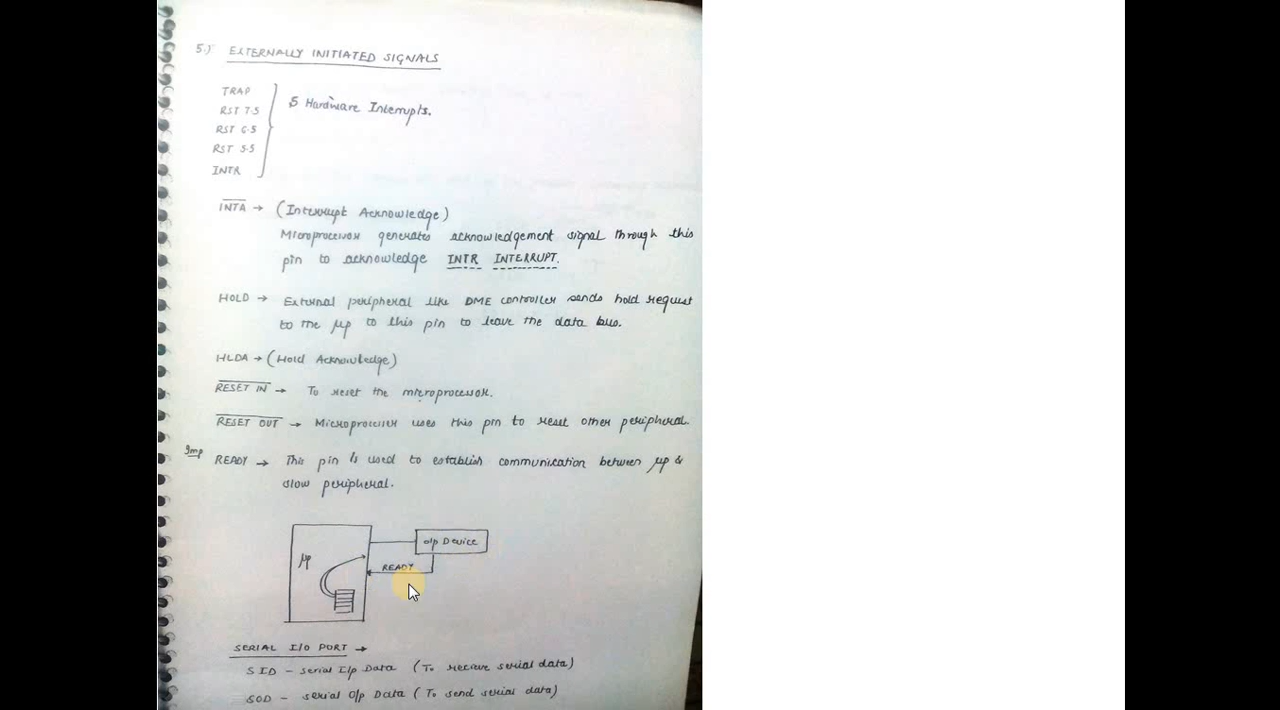 5.) EXTERNALLY INITIATED SIGNALS
TRAP
RST 7.5
RST 6.5
RST 5.5
INTR
5 Hardware Interrupts.
INTA → (Interrupt Acknowledge)
Microprocessor generates acknowledgement signal through this
pin to acknowledge INTR INTERRUPT.
HOLD → External peripheral like DME controller sends hold request
to the μp to this pin to leave the data bus.
HLDA → (Hold Acknowledge)
RESET IN → To reset the microprocessor.
RESET OUT → Microprocessor uses this pin to reset other peripheral.
Imp
READY → This pin is used to establish communication between μp &
slow peripheral.
μp
o/p Device
READY
SERIAL I/O PORT →
SID - serial I/p Data (To recieve serial data)
SOD - serial O/p Data (To send serial data)